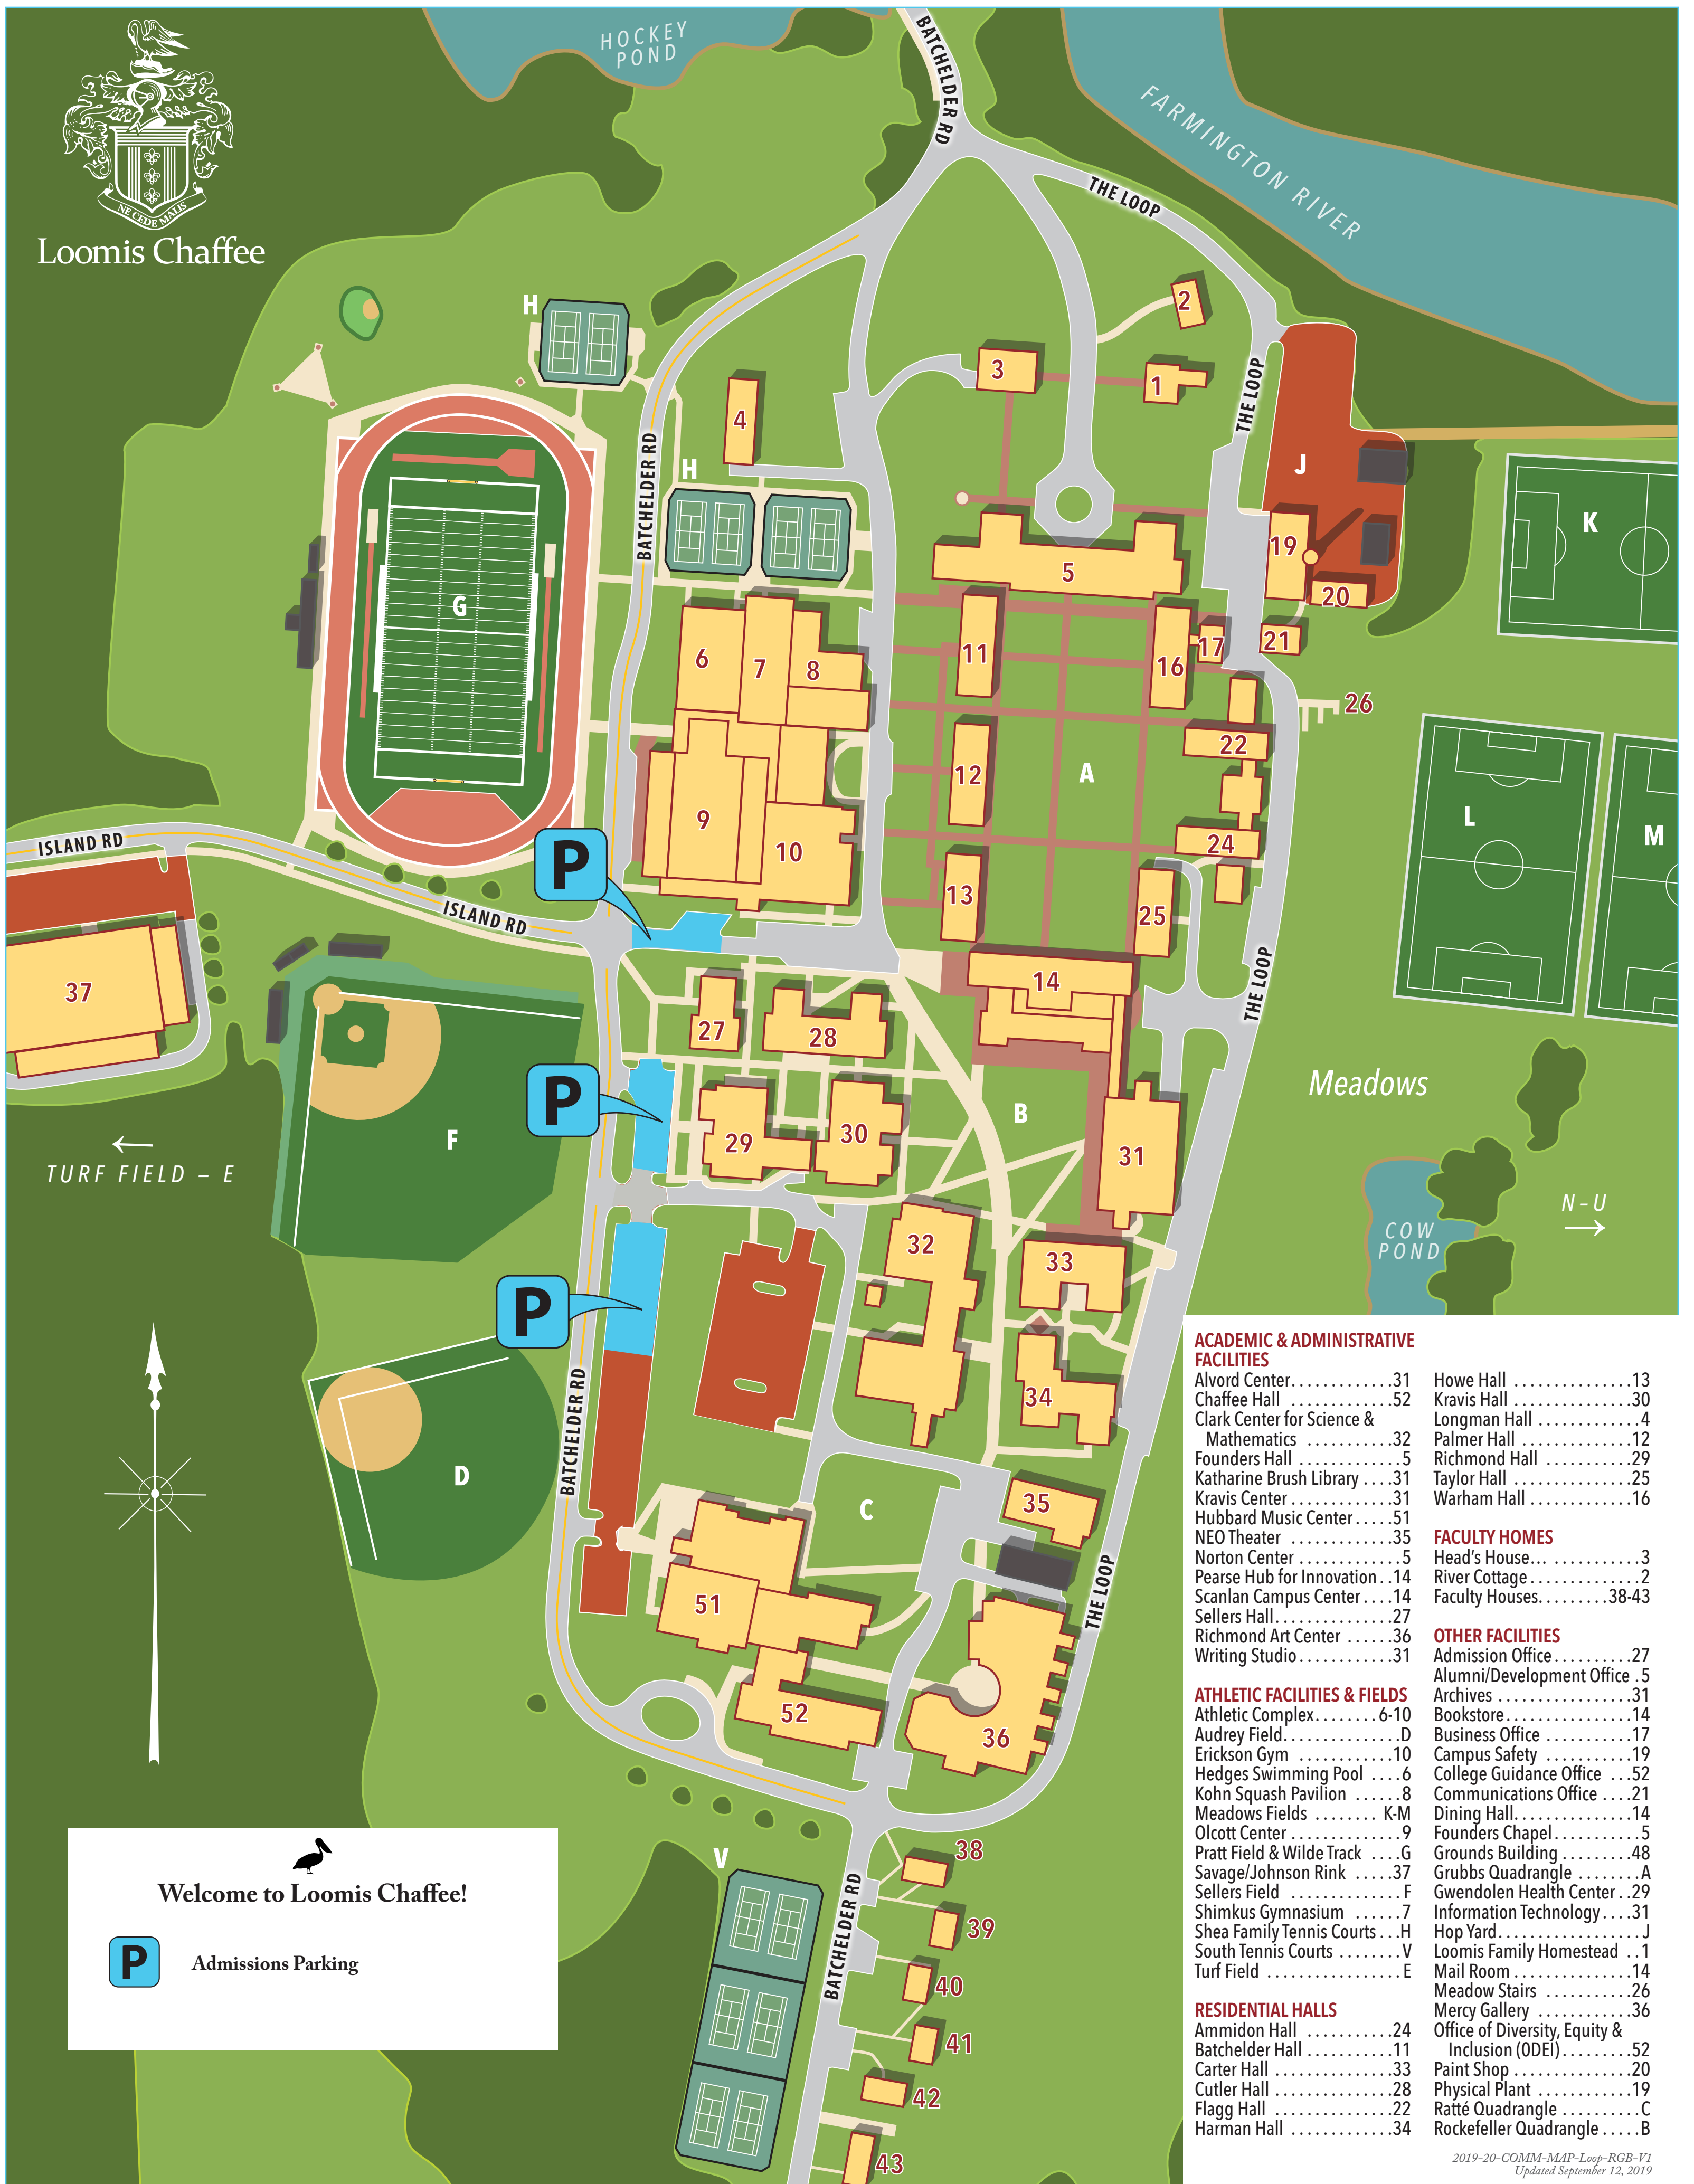 HOCKEY
POND
BATCHELDER RD
FARMINGTON RIVER
NE CEDE MALIS
Loomis Chaffee
THE LOOP
2
H
3
1
THE LOOP
4
BATCHELDER RD
H
J
K
19
5
G
20
21
17
11
16
6
7
8
26
22
12
A
L
M
9
10
24
ISLAND RD
P
ISLAND RD
13
25
14
THE LOOP
37
27
28
Meadows
P
B
F
29
30
31
TURF FIELD – E
N – U
COW
POND
32
33
P
34
BATCHELDER RD
D
C
35
THE LOOP
51
52
36
38
V
BATCHELDER RD
39
40
41
42
43
Welcome to Loomis Chaffee!
P Admissions Parking
ACADEMIC & ADMINISTRATIVE
FACILITIES
Alvord Center.............31
Chaffee Hall .............52
Clark Center for Science &
Mathematics ...........32
Founders Hall .............5
Katharine Brush Library ....31
Kravis Center.............31
Hubbard Music Center.....51
NEO Theater .............35
Norton Center .............5
Pearse Hub for Innovation..14
Scanlan Campus Center....14
Sellers Hall...............27
Richmond Art Center ......36
Writing Studio............31
ATHLETIC FACILITIES & FIELDS
Athletic Complex........6-10
Audrey Field...............D
Erickson Gym ............10
Hedges Swimming Pool ....6
Kohn Squash Pavilion ......8
Meadows Fields ........ K-M
Olcott Center..............9
Pratt Field & Wilde Track ....G
Savage/Johnson Rink .....37
Sellers Field ..............F
Shimkus Gymnasium ......7
Shea Family Tennis Courts...H
South Tennis Courts ........V
Turf Field .................E
RESIDENTIAL HALLS
Ammidon Hall ...........24
Batchelder Hall...........11
Carter Hall ...............33
Cutler Hall ...............28
Flagg Hall ...............22
Harman Hall .............34
Howe Hall ...............13
Kravis Hall ...............30
Longman Hall .............4
Palmer Hall ..............12
Richmond Hall ...........29
Taylor Hall ...............25
Warham Hall.............16
FACULTY HOMES
Head's House... ...........3
River Cottage..............2
Faculty Houses.........38-43
OTHER FACILITIES
Admission Office..........27
Alumni/Development Office .5
Archives .................31
Bookstore................14
Business Office ...........17
Campus Safety ...........19
College Guidance Office ...52
Communications Office ....21
Dining Hall...............14
Founders Chapel...........5
Grounds Building .........48
Grubbs Quadrangle ........A
Gwendolen Health Center ..29
Information Technology....31
Hop Yard..................J
Loomis Family Homestead ..1
Mail Room...............14
Meadow Stairs ...........26
Mercy Gallery ............36
Office of Diversity, Equity &
Inclusion (ODEI).........52
Paint Shop ...............20
Physical Plant ............19
Ratté Quadrangle ..........C
Rockefeller Quadrangle .....B
2019-20-COMM-MAP-Loop-RGB-V1
Updated September 12, 2019